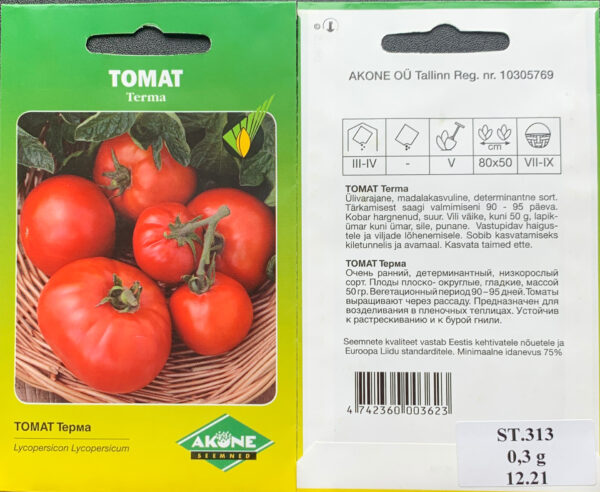 TOMAT
Terma
TOMAT Терма
Lycopersicon Lycopersicum
AKONE
SEEMNED
©
AKONE OÜ Tallinn Reg. nr. 10305769
cm
III-IV - V 80x50 VII-IX
TOMAT Terma
Ülivarajane, madalakasvuline, determinantne sort.
Tärkamisest saagi valmimiseni 90 - 95 päeva.
Kobar hargnenud, suur. Vili väike, kuni 50 g, lapik-
ümar kuni ümar, sile, punane. Vastupidav haigus-
tele ja viljade lõhenemisele. Sobib kasvatamiseks
kiletunnelis ja avamaal. Kasvata taimed ette.
ТОМАТ Терма
Очень ранний, детерминантный, низкорослый
сорт. Плоды плоско- округлые, гладкие, массой
50 гр. Вегетационный период 90 – 95 дней. Томаты
выращивают через рассаду. Предназначен для
возделывания в пленочных теплицах. Устойчив
к растрескиванию и к бурой гнили.
Seemnete kvaliteet vastab Eestis kehtivatele nõuetele ja
Euroopa Liidu standarditele. Minimaalne idanevus 75%
4 742360 003623
ST.313
0,3 g
12.21